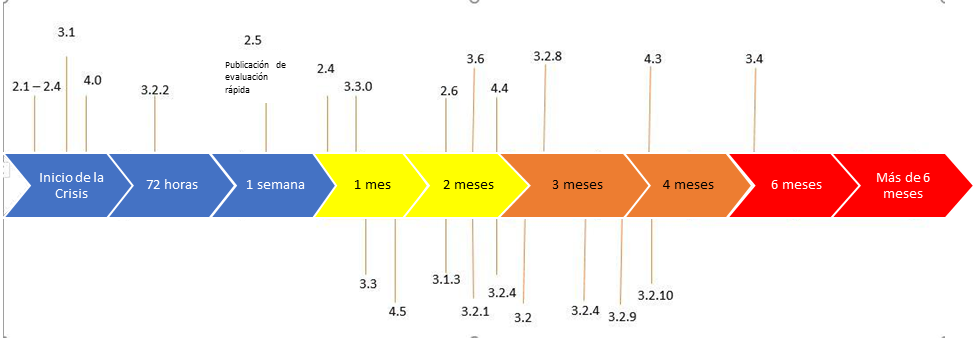 3.1
2.5
2.1 – 2.4
4.0
3.2.2
Publicación de
evaluación
rápida
2.4
3.3.0
2.6
3.6
4.4
3.2.8
4.3
3.4
Inicio de la
Crisis
72 horas
1 semana
1 mes
2 meses
3 meses
4 meses
6 meses
Más de 6
meses
3.3
4.5
3.1.3
3.2.1
3.2.4
3.2
3.2.4
3.2.9
3.2.10